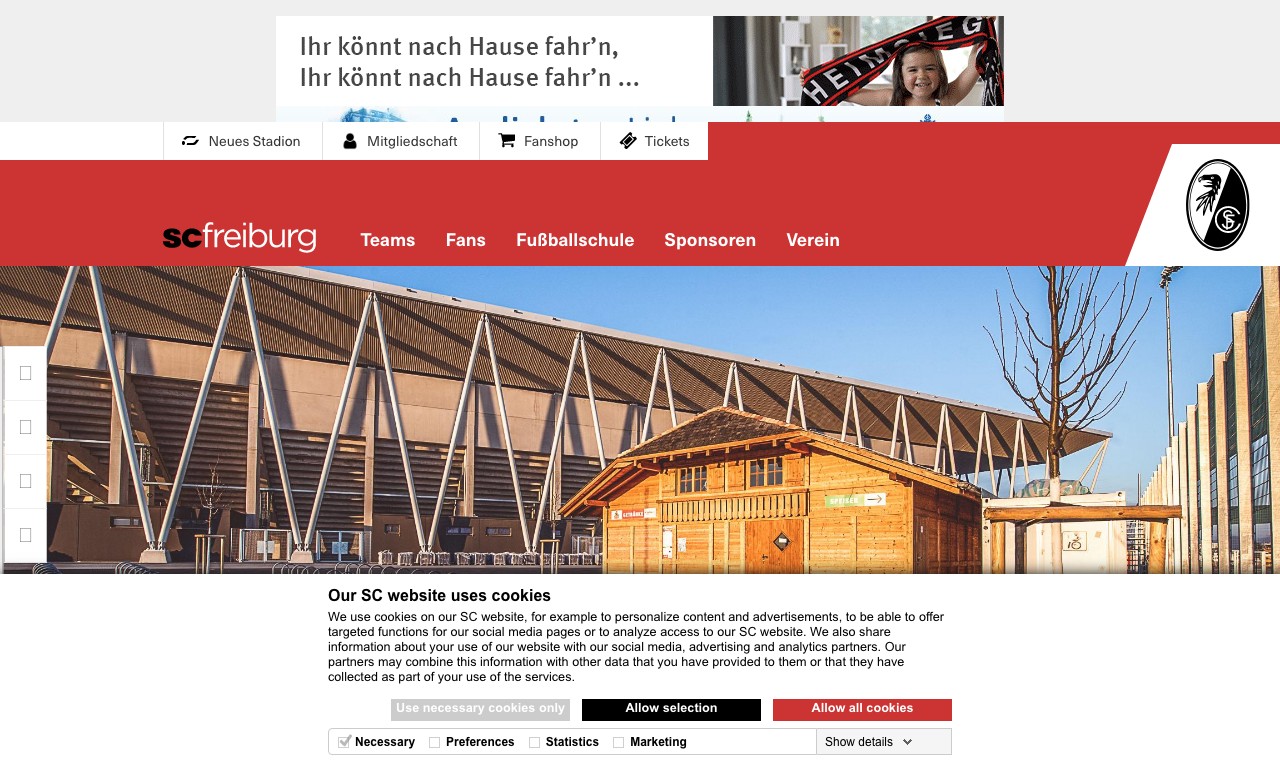 Ihr könnt nach Hause fahr'n,
Ihr könnt nach Hause fahr'n ...
HEIMSIEG
Neues Stadion
Mitgliedschaft
Fanshop
Tickets
scfreiburg
Teams
Fans
Fußballschule
Sponsoren
Verein
GETRÄNKE
SPEISEN
Our SC website uses cookies
We use cookies on our SC website, for example to personalize content and advertisements, to be able to offer
targeted functions for our social media pages or to analyze access to our SC website. We also share
information about your use of our website with our social media, advertising and analytics partners. Our
partners may combine this information with other data that you have provided to them or that they have
collected as part of your use of the services.
Use necessary cookies only
Allow selection
Allow all cookies
Necessary
Preferences
Statistics
Marketing
Show details